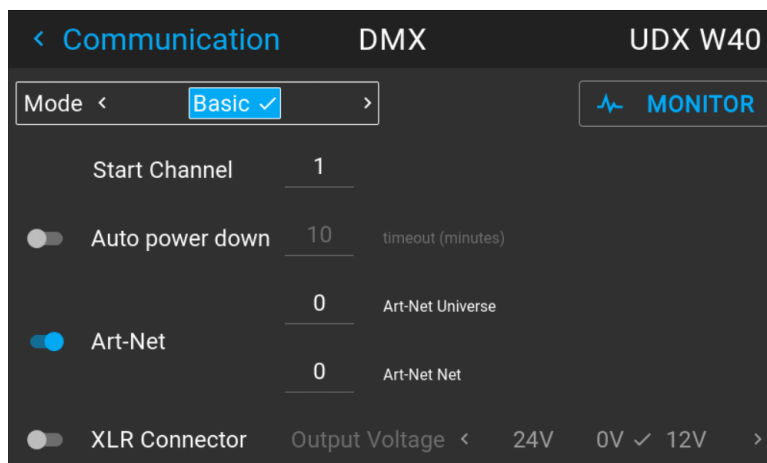 Communication DMX UDX W40
Mode Basic MONITOR
Start Channel 1
Auto power down 10 timeout (minutes)
0 Art-Net Universe
Art-Net
0 Art-Net Net
XLR Connector Output Voltage 24V 0V 12V